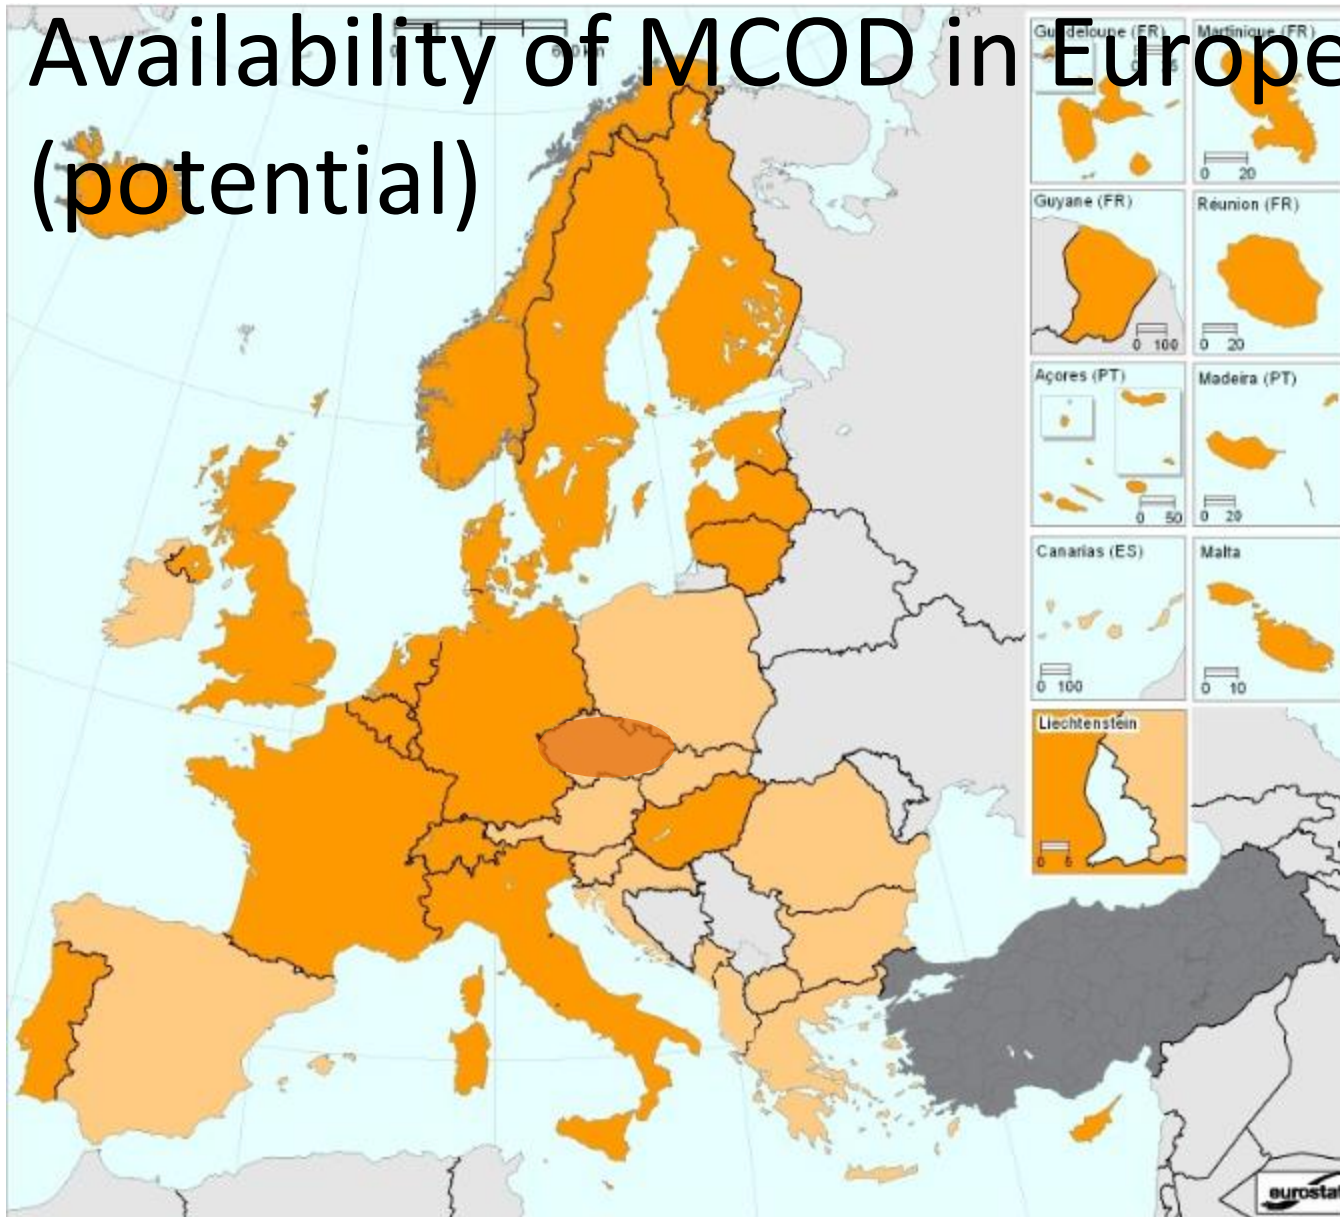 Availability of MCOD in Europe
(potential)
Guadeloupe (FR)
Martinique (FR)
0 20
Guyane (FR)
0 100
Réunion (FR)
0 20
Açores (PT)
0 50
Madeira (PT)
0 20
Canarias (ES)
0 100
Malta
0 10
Liechtenstein
0 5
eurostat